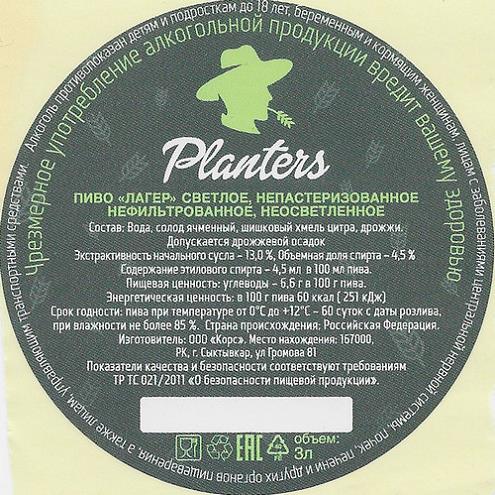 Алкоголь противопоказан детям и подросткам до 18 лет, беременным и кормящим женщинам, лицам с заболеваниями центральной нервной системы, почек, печени и других органов пищеварения а также лицам, управляющим транспортными средствами.
Чрезмерное употребление алкогольной продукции вредит вашему здоровью
Planters
ПИВО «ЛАГЕР» СВЕТЛОЕ, НЕПАСТЕРИЗОВАННОЕ
НЕФИЛЬТРОВАННОЕ, НЕОСВЕТЛЕННОЕ
Состав: Вода, солод ячменный, шишковый хмель цитра, дрожжи.
Допускается дрожжевой осадок
Экстрактивность начального сусла – 13,0 %, Объемная доля спирта – 4,5 %
Содержание этилового спирта – 4,5 мл в 100 мл пива.
Пищевая ценность: углеводы – 6,6 г в 100 г пива.
Энергетическая ценность: в 100 г пива 60 ккал ( 251 кДж)
Срок годности: пива при температуре от 0°C до +12°C – 60 суток с даты розлива,
при влажности не более 85 %. Страна происхождения: Российская Федерация.
Изготовитель: ООО «Корс». Место нахождения: 167000,
РК, г. Сыктывкар, ул Громова 81
Показатели качества и безопасности соответствуют требованиям
ТР ТС 021/2011 «О безопасности пищевой продукции».
EAC
объем:
3л